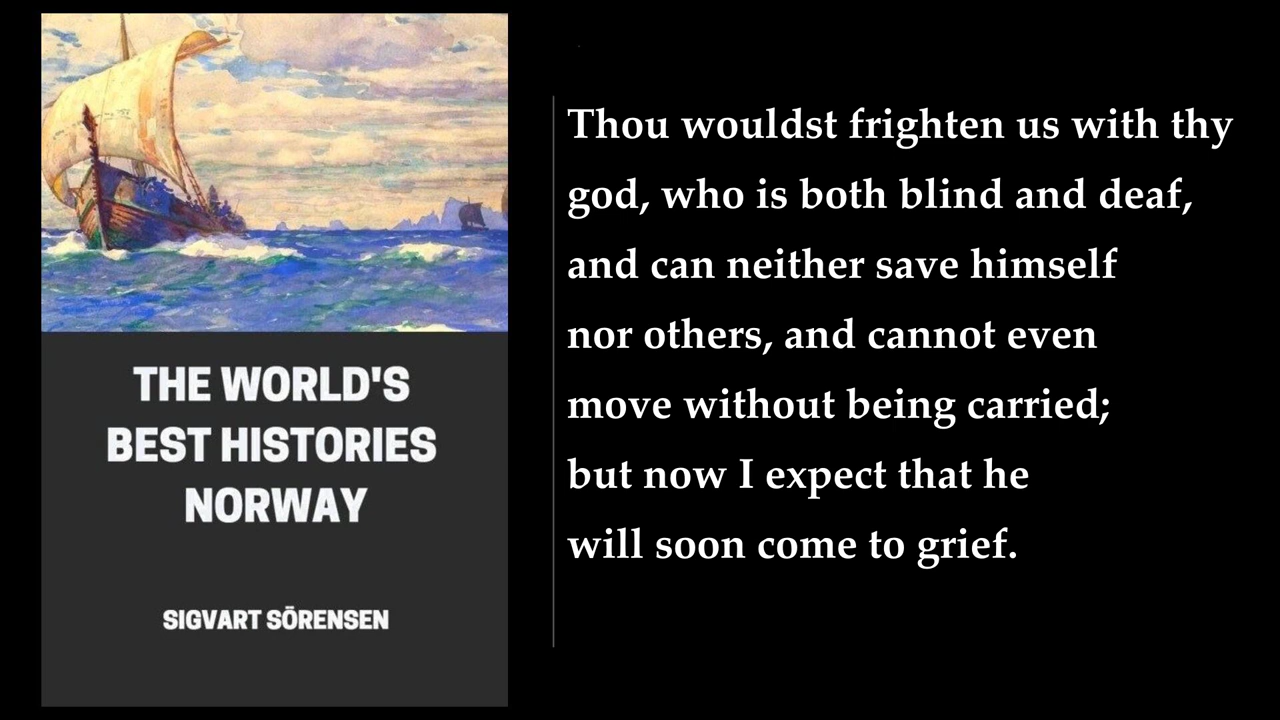 THE WORLD'S
BEST HISTORIES
NORWAY
SIGVART SÖRENSEN
Thou wouldst frighten us with thy
god, who is both blind and deaf,
and can neither save himself
nor others, and cannot even
move without being carried;
but now I expect that he
will soon come to grief.